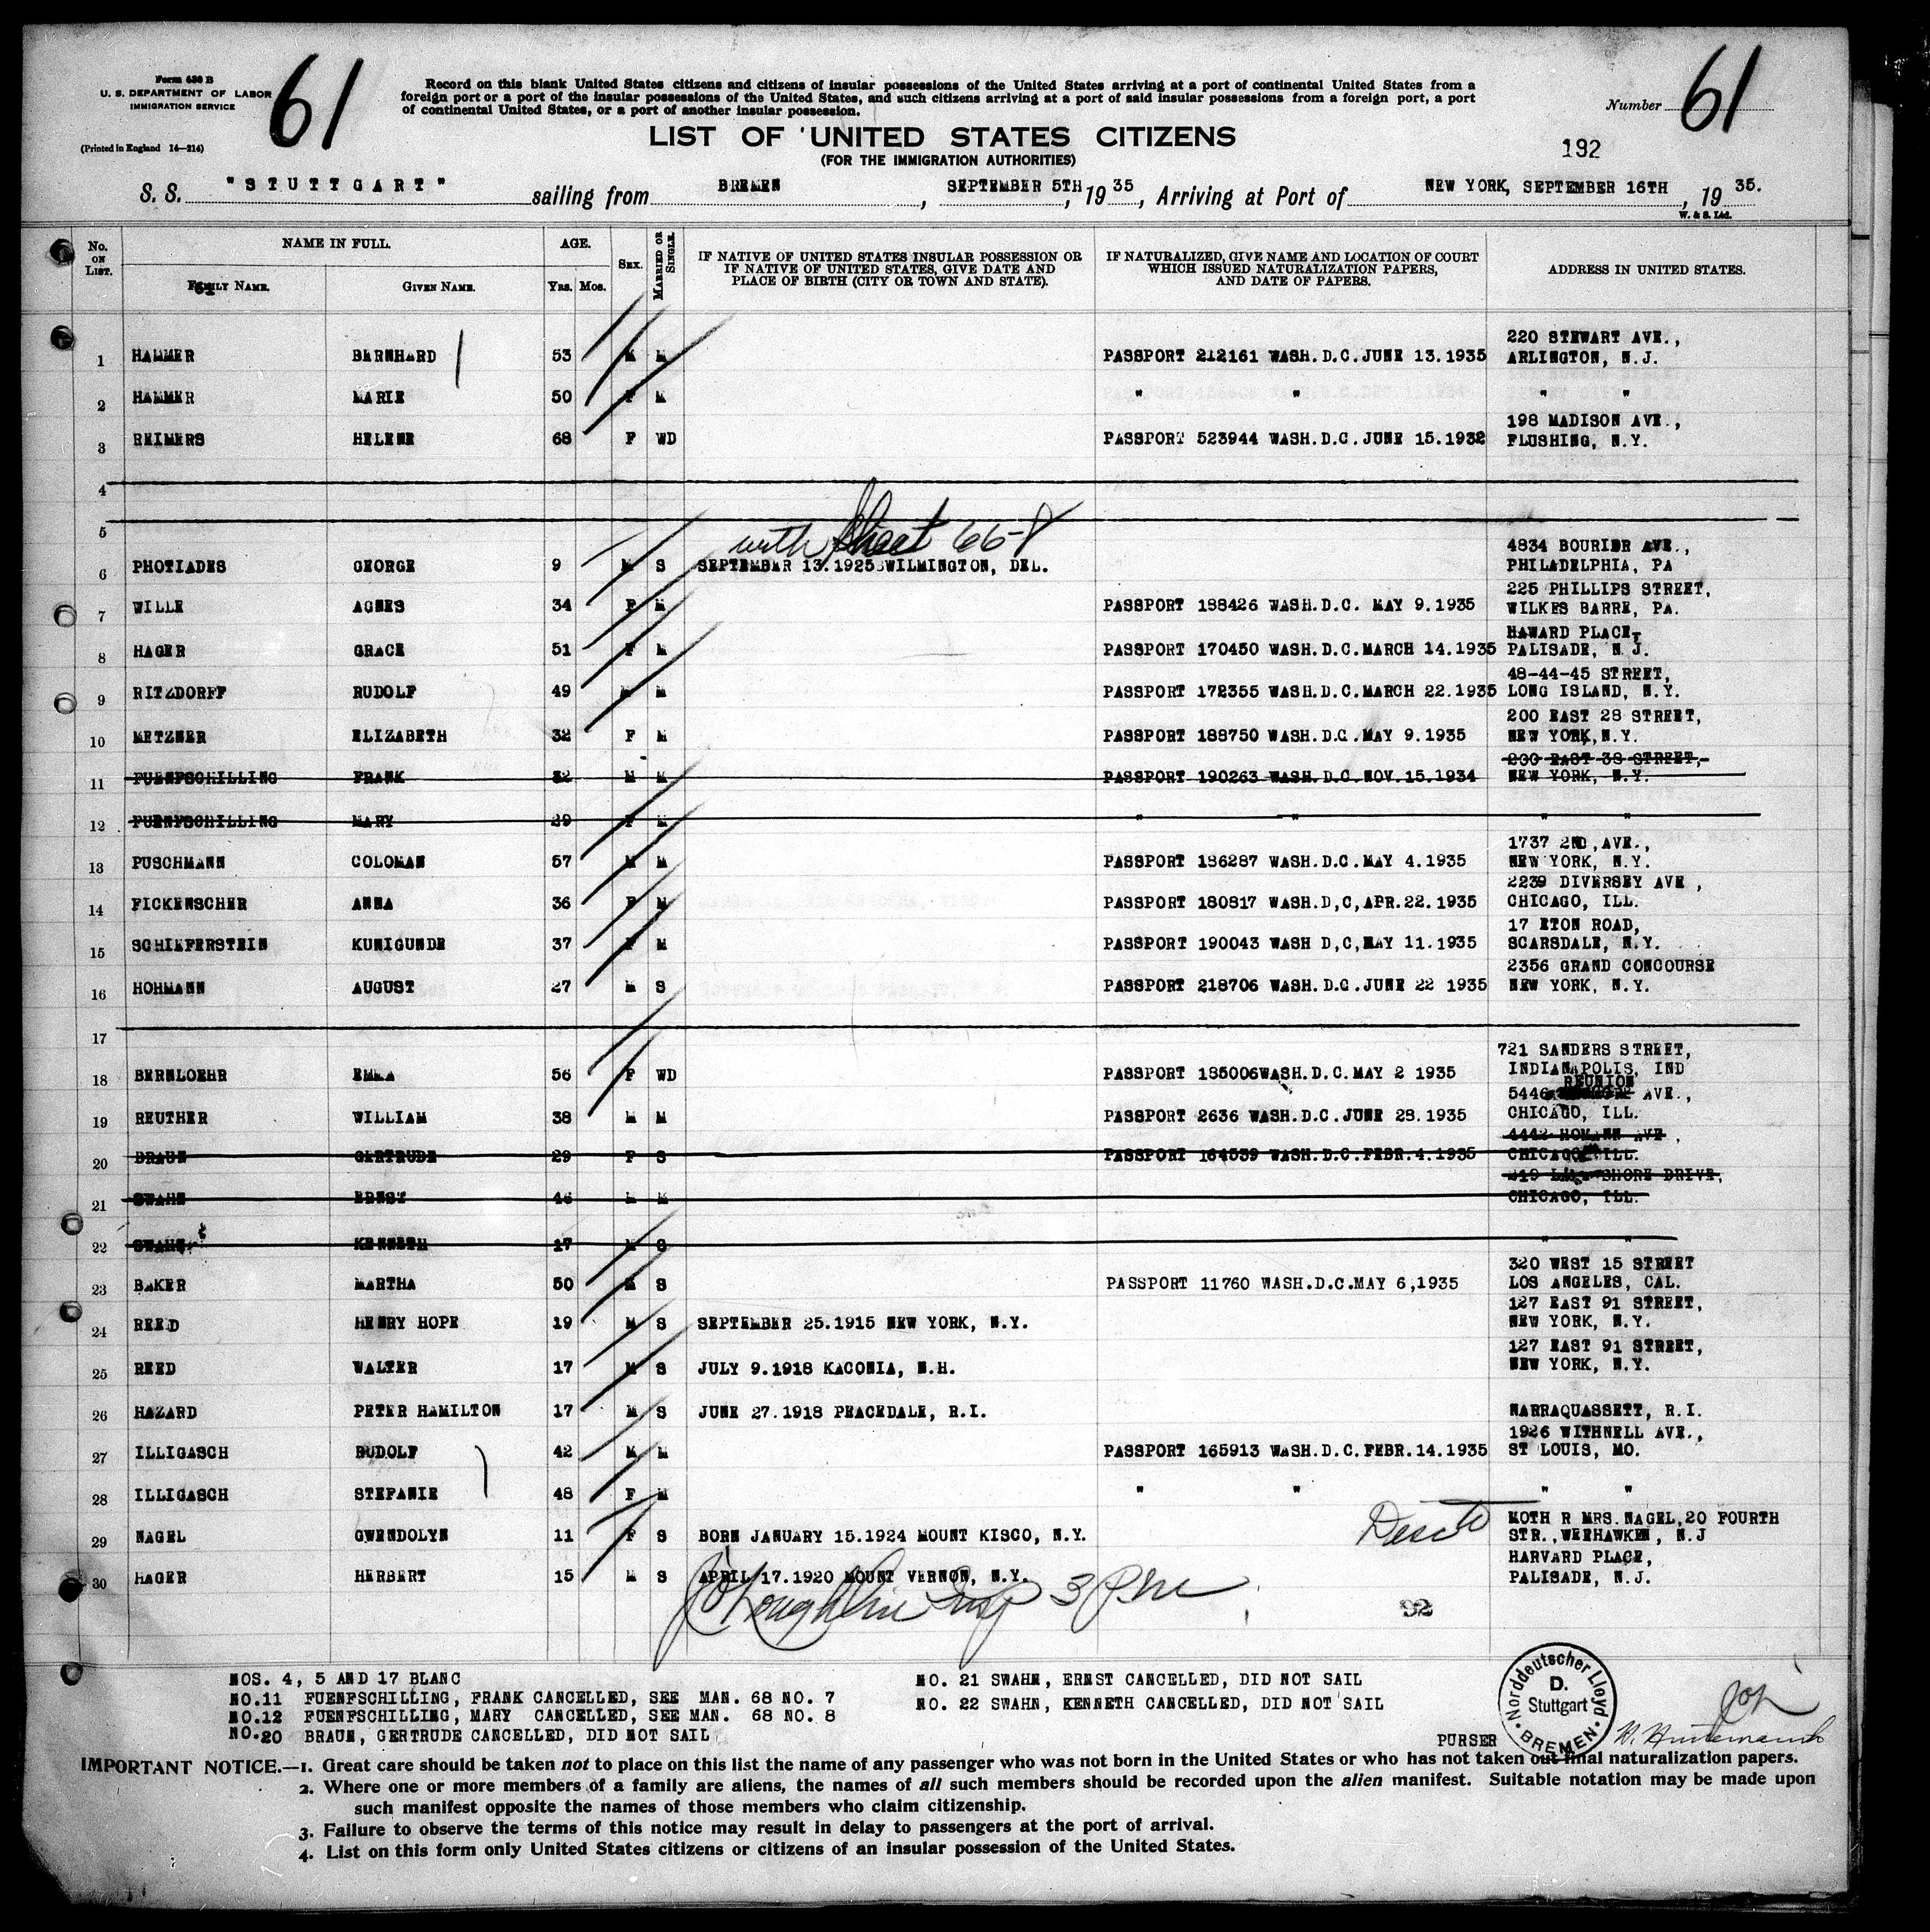 Form 630 B
U. S. DEPARTMENT OF LABOR
IMMIGRATION SERVICE
(Printed in England 14—214)
61
Record on this blank United States citizens and citizens of insular possessions of the United States arriving at a port of continental United States from a
foreign port or a port of the insular possessions of the United States, and such citizens arriving at a port of said insular possessions from a foreign port, a port
of continental United States, or a port of another insular possession.
Number 61
LIST OF UNITED STATES CITIZENS
(FOR THE IMMIGRATION AUTHORITIES)
192
S. S. "STUTTGART" sailing from BREMEN, SEPTEMBER 5TH, 1935, Arriving at Port of NEW YORK, SEPTEMBER 16TH, 1935.
W. & S. Ltd.
No. ON LIST. NAME IN FULL. FAMILY NAME. GIVEN NAME. AGE. YRS. MOS. SEX. MARRIED OR SINGLE. IF NATIVE OF UNITED STATES INSULAR POSSESSION OR IF NATIVE OF UNITED STATES, GIVE DATE AND PLACE OF BIRTH (CITY OR TOWN AND STATE). IF NATURALIZED, GIVE NAME AND LOCATION OF COURT WHICH ISSUED NATURALIZATION PAPERS, AND DATE OF PAPERS. ADDRESS IN UNITED STATES.
1 HAMMER BERNHARD 53 M M PASSPORT 212161 WASH.D.C.JUNE 13.1935 220 STEWART AVE., ARLINGTON, N.J.
2 HAMMER MARIE 50 F M " " " "
3 REIMERS HELENE 68 F WD PASSPORT 523944 WASH.D.C.JUNE 15.1932 198 MADISON AVE., FLUSHING, N.Y.
4
5
with sheet 66-8
6 PHOTIADES GEORGE 9 M S SEPTEMBER 13.1925 WILMINGTON, DEL. 4834 BOURIER AVE., PHILADELPHIA, PA
7 WILLE AGNES 34 F M PASSPORT 188426 WASH.D.C. MAY 9.1935 225 PHILLIPS STREET, WILKES BARRE, PA.
8 HAGER GRACE 51 F M PASSPORT 170450 WASH.D.C.MARCH 14.1935 HAWARD PLACE, PALISADE, N J.
9 RITZDORFF RUDOLF 49 M M PASSPORT 172355 WASH.D.C.MARCH 22.1935 48-44-45 STREET, LONG ISLAND, N.Y.
10 METZNER ELIZABETH 32 F M PASSPORT 188750 WASH.D.C.MAY 9.1935 200 EAST 28 STREET, NEW YORK,N.Y.
11 FUENFSCHILLING FRANK 32 M M PASSPORT 190263 WASH.D.C.NOV.15.1934 200 EAST 38 STREET, NEW YORK, N.Y.
12 FUENFSCHILLING MARY 29 F M " " " "
13 PUSCHMANN COLOMAN 57 M M PASSPORT 186287 WASH.D.C.MAY 4.1935 1737 2ND,AVE., NEW YORK, N.Y.
14 FICKENSCHER ANNA 36 F M PASSPORT 180817 WASH.D,C,APR.22.1935 2239 DIVERSEY AVE , CHICAGO, ILL.
15 SCHIEFERSTEIN KUNIGUNDE 37 F M PASSPORT 190043 WASH D,C,MAY 11.1935 17 ETON ROAD, SCARSDALE, N.Y.
16 HOHMANN AUGUST 27 M S PASSPORT 218706 WASH.D.C.JUNE 22 1935 2356 GRAND CONCOURSE NEW YORK, N.Y.
17
18 BERNLOEHR EMMA 56 F WD PASSPORT 185006WASH.D.C.MAY 2 1935 721 SANDERS STREET, INDIANAPOLIS, IND
19 REUTHER WILLIAM 38 M M PASSPORT 2636 WASH.D.C.JUNE 28.1935 5446 REUNION AVE., CHICAGO, ILL.
20 BRAUN GERTRUDE 29 F S PASSPORT 164539 WASH.D.C.FEBR.4.1935 4442 HOMANN AVE , CHICAGO ILL.
21 SWAHN ERNST 46 M M 219 LAKE SHORE DRIVE, CHICAGO, ILL.
22 SWAHN KENNETH 17 M S " "
23 BAKER MARTHA 50 M S PASSPORT 11760 WASH.D.C.MAY 6,1935 320 WEST 15 STREET LOS ANGELES, CAL.
24 REED HENRY HOPE 19 M S SEPTEMBER 25.1915 NEW YORK, N.Y. 127 EAST 91 STREET, NEW YORK, N.Y.
25 REED WALTER 17 M S JULY 9.1918 KACONIA, N.H. 127 EAST 91 STREET, NEW YORK, N.Y.
26 HAZARD PETER HAMILTON 17 M S JUNE 27.1918 PEACEDALE, R.I. NARRAQUASSETT, R.I.
27 ILLIGASCH RUDOLF 42 M M PASSPORT 165913 WASH.D.C.FEBR.14.1935 1926 WITHNELL AVE., ST LOUIS, MO.
28 ILLIGASCH STEFANIE 48 F M " " " "
29 NAGEL GWENDOLYN 11 F S BORN JANUARY 15.1924 MOUNT KISCO, N.Y. MOTH R MRS.NAGEL,20 FOURTH STR.,WEEHAWKEN, N.J
30 HAGER HERBERT 15 M S APRIL 17.1920 MOUNT VERNON, N.Y. HARVARD PLACE, PALISADE, N.J.
92
NOS. 4, 5 AND 17 BLANC
NO.11 FUENFSCHILLING, FRANK CANCELLED, SEE MAN. 68 NO. 7
NO.12 FUENFSCHILLING, MARY CANCELLED, SEE MAN. 68 NO. 8
NO.20 BRAUN, GERTRUDE CANCELLED, DID NOT SAIL
NO. 21 SWAHN, ERNST CANCELLED, DID NOT SAIL
NO. 22 SWAHN, KENNETH CANCELLED, DID NOT SAIL
Norddeutscher Lloyd
D.
Stuttgart
BREMEN
PURSER
IMPORTANT NOTICE.—1. Great care should be taken not to place on this list the name of any passenger who was not born in the United States or who has not taken out final naturalization papers.
2. Where one or more members of a family are aliens, the names of all such members should be recorded upon the alien manifest. Suitable notation may be made upon
such manifest opposite the names of those members who claim citizenship.
3. Failure to observe the terms of this notice may result in delay to passengers at the port of arrival.
4. List on this form only United States citizens or citizens of an insular possession of the United States.